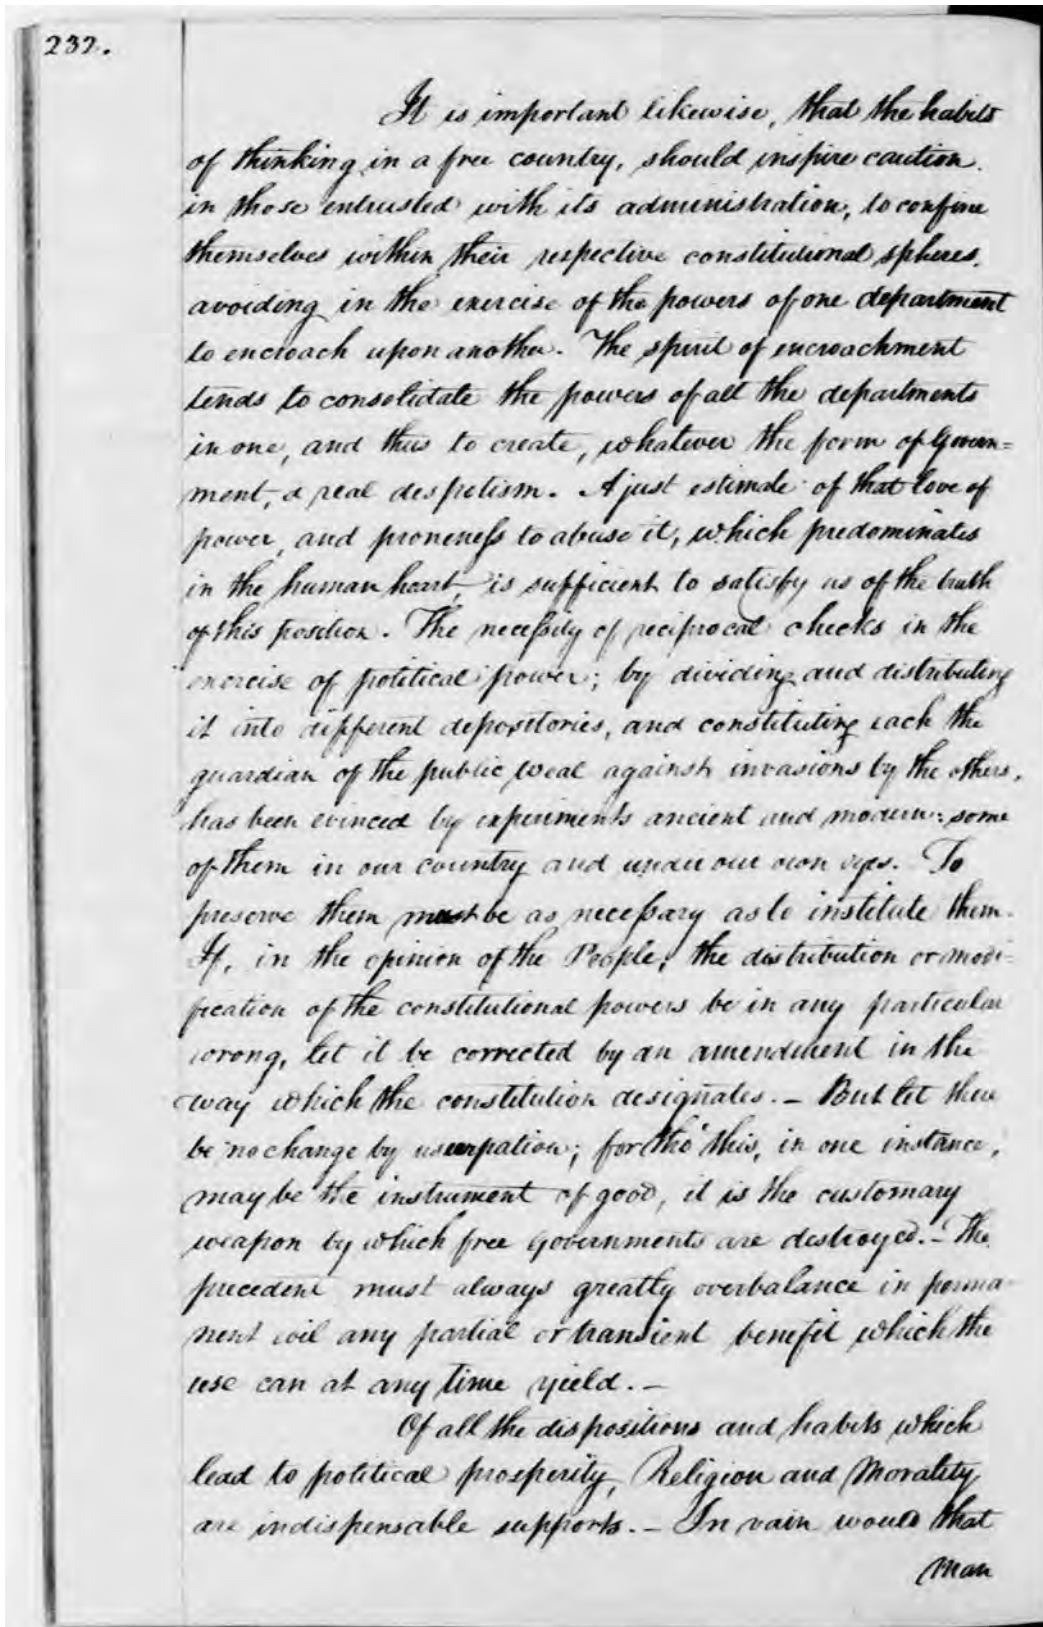 232.
It is important likewise, that the habits
of thinking in a free country, should inspire caution
in those entrusted with its administration, to confine
themselves within their respective constitutional spheres,
avoiding in the exercise of the powers of one department
to encroach upon another. The spirit of encroachment
tends to consolidate the powers of all the departments
in one, and thus to create, whatever the form of Govern=
ment, a real despotism. A just estimate of that love of
power, and proneness to abuse it, which predominates
in the human heart, is sufficient to satisfy us of the truth
of this position. The necessity of reciprocal checks in the
exercise of political power; by dividing and distributing
it into different depositories, and constituting each the
guardian of the public weal against invasions by the others,
has been evinced by experiments ancient and modern: some
of them in our country and under our own eyes. To
preserve them must be as necessary as to institute them.
If, in the opinion of the People, the distribution or modi-
fication of the constitutional powers be in any particular
wrong, let it be corrected by an amendment in the
way which the constitution designates. — But let there
be no change by usurpation; for tho' this, in one instance,
may be the instrument of good, it is the customary
weapon by which free governments are destroyed. — The
precedent must always greatly overbalance in perma-
nent evil any partial or transient benefit which the
use can at any time yield. —
Of all the dispositions and habits which
lead to political prosperity, Religion and Morality
are indispensable supports. — In vain would that
man